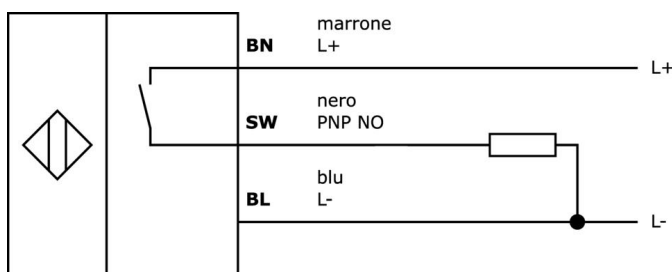 marrone
BN L+
L+
nero
SW PNP NO
blu
BL L-
L-